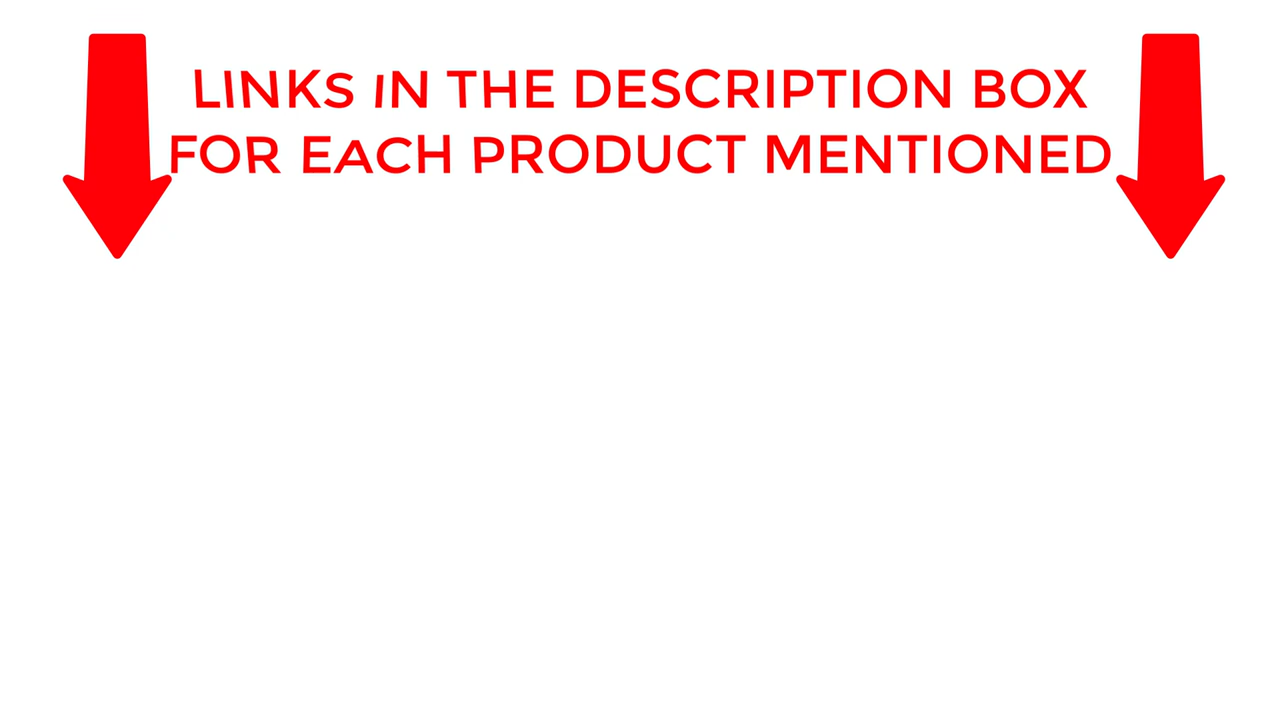 LINKS IN THE DESCRIPTION BOX
FOR EACH PRODUCT MENTIONED